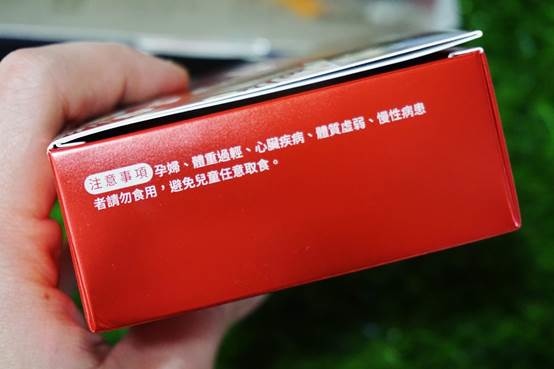 注意事項 孕婦、體重過輕、心臟疾病、體質虛弱、慢性病患
者請勿食用，避免兒童任意取食。